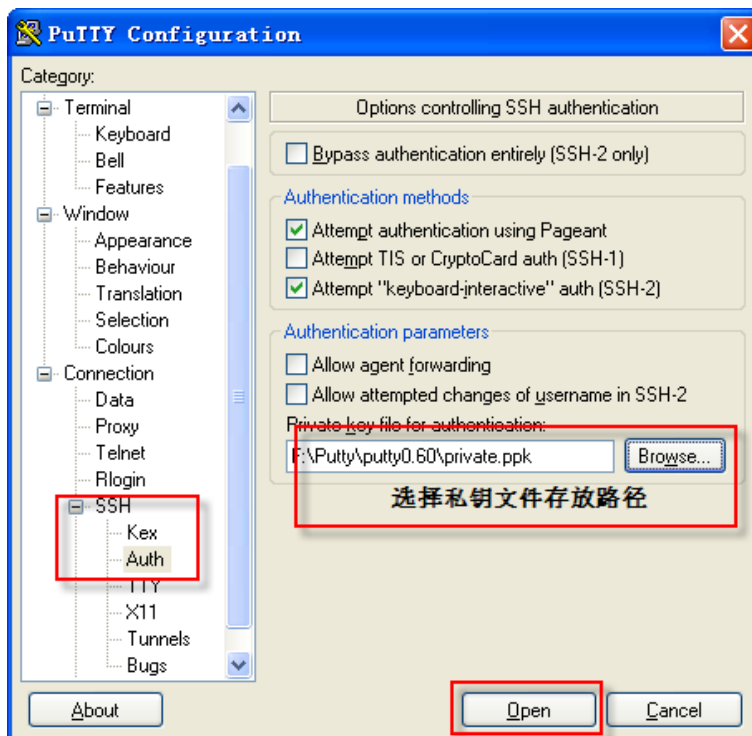 PuTTY Configuration
Category:
Terminal
Keyboard
Bell
Features
Window
Appearance
Behaviour
Translation
Selection
Colours
Connection
Data
Proxy
Telnet
Rlogin
SSH
Kex
Auth
TTY
X11
Tunnels
Bugs
Options controlling SSH authentication
Bypass authentication entirely (SSH-2 only)
Authentication methods
Attempt authentication using Pageant
Attempt TIS or CryptoCard auth (SSH-1)
Attempt "keyboard-interactive" auth (SSH-2)
Authentication parameters
Allow agent forwarding
Allow attempted changes of username in SSH-2
Private key file for authentication:
F:\Putty\putty0.60\private.ppk
Browse...
选择私钥文件存放路径
About
Open
Cancel